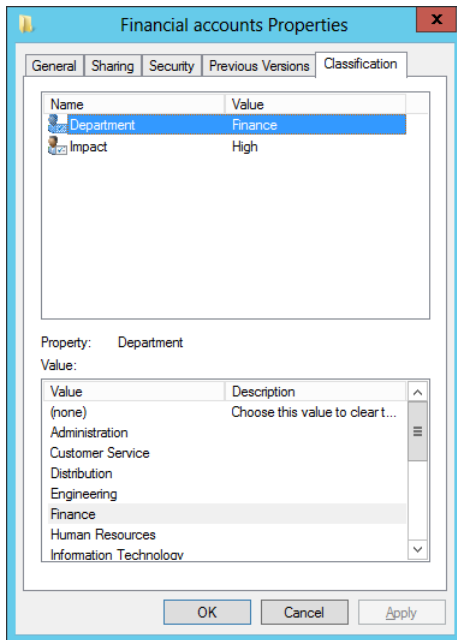 Financial accounts Properties
x
General Sharing Security Previous Versions Classification
Name Value
Department Finance
Impact High
Property: Department
Value:
Value Description
(none) Choose this value to clear t...
Administration
Customer Service
Distribution
Engineering
Finance
Human Resources
Information Technology
OK Cancel Apply